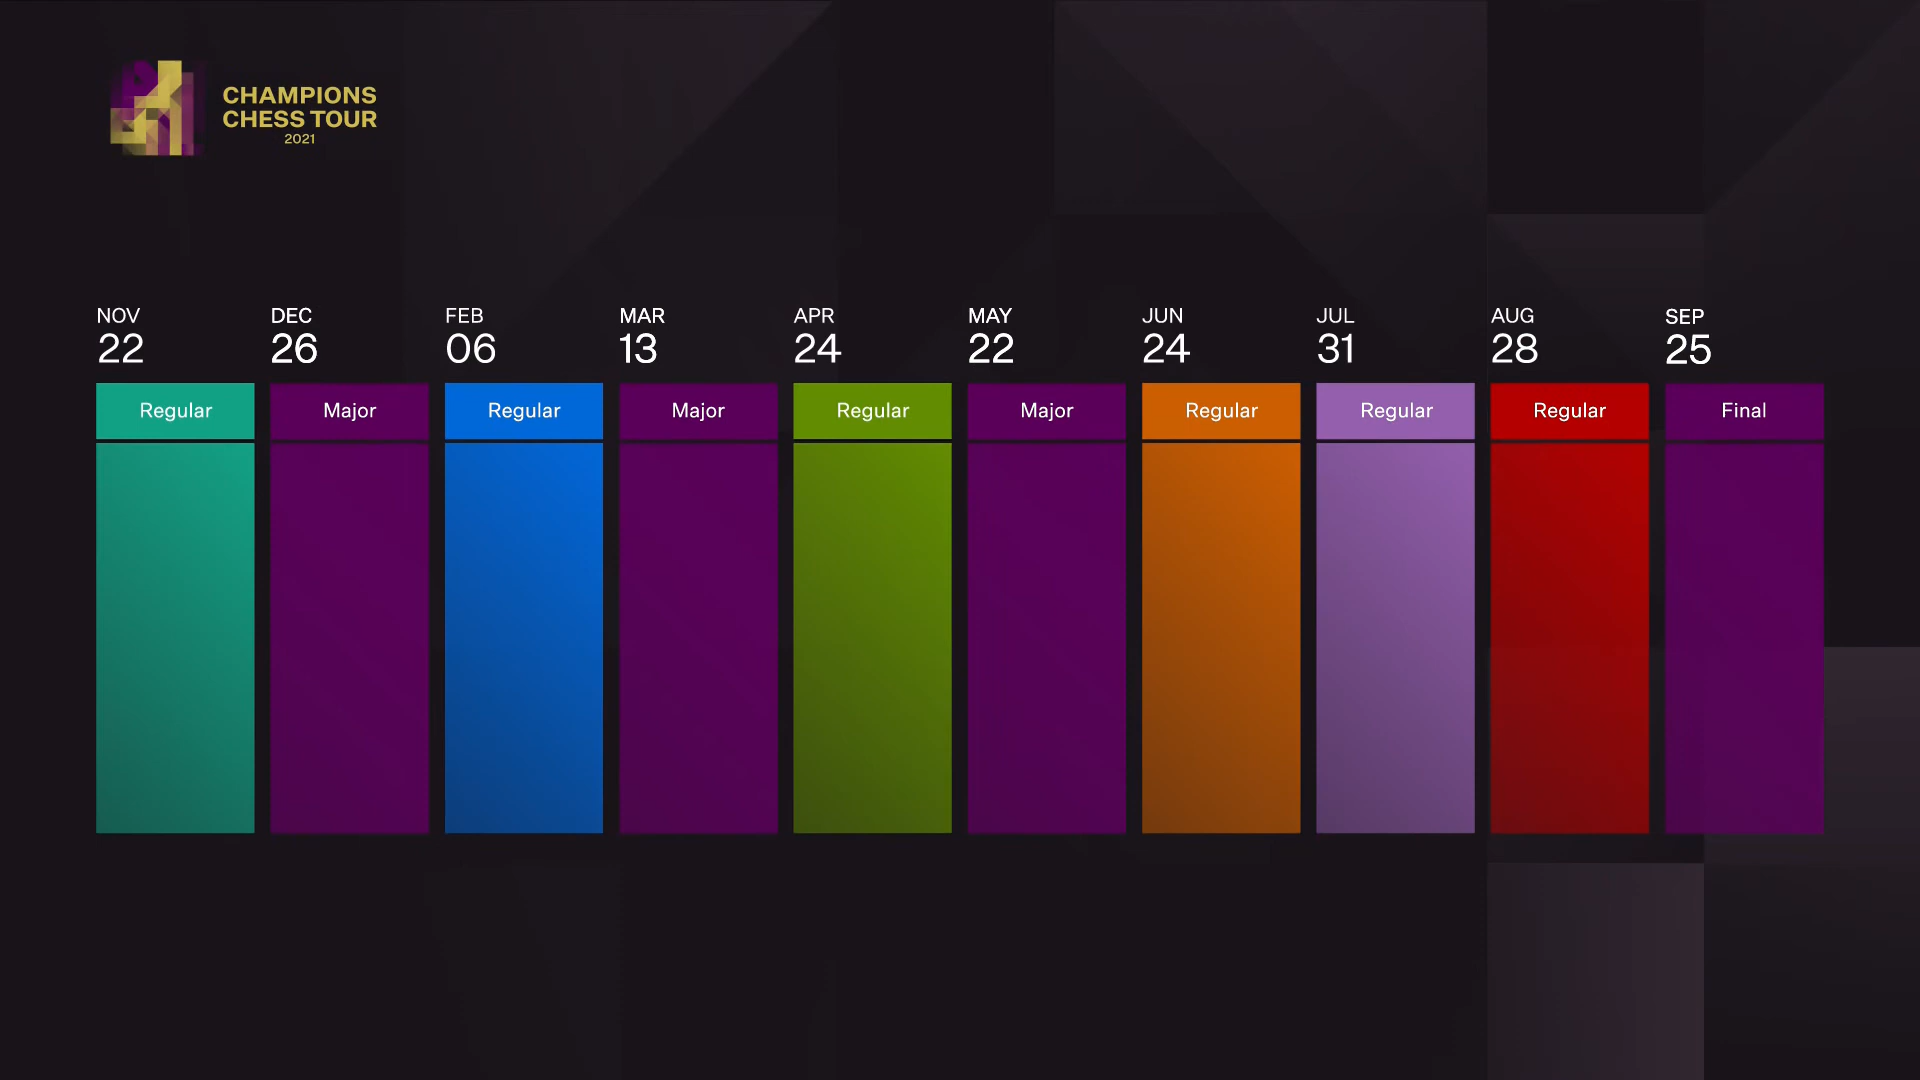 CHAMPIONS
CHESS TOUR
2021
NOV DEC FEB MAR APR MAY JUN JUL AUG SEP
22 26 06 13 24 22 24 31 28 25
Regular Major Regular Major Regular Major Regular Regular Regular Final